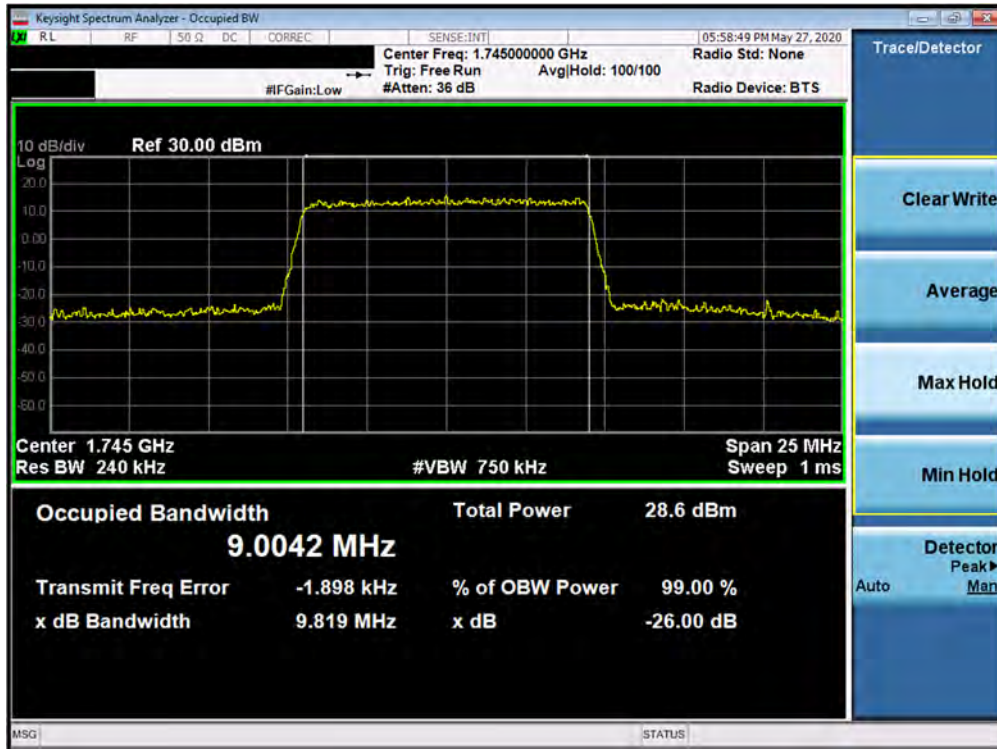 Keysight Spectrum Analyzer - Occupied BW
LXI RL RF 50 Ω DC CORREC SENSE:INT 05:58:49 PM May 27, 2020
Center Freq: 1.745000000 GHz Radio Std: None
Trig: Free Run Avg|Hold: 100/100
#IFGain:Low #Atten: 36 dB Radio Device: BTS
Trace/Detector
10 dB/div Ref 30.00 dBm
Log
20.0
10.0
0.00
-10.0
-20.0
-30.0
-40.0
-50.0
-60.0
Center 1.745 GHz Span 25 MHz
Res BW 240 kHz #VBW 750 kHz Sweep 1 ms
Occupied Bandwidth Total Power 28.6 dBm
9.0042 MHz
Transmit Freq Error -1.898 kHz % of OBW Power 99.00 %
x dB Bandwidth 9.819 MHz x dB -26.00 dB
Clear Write
Average
Max Hold
Min Hold
Detector
Peak▶
Auto Man
MSG STATUS